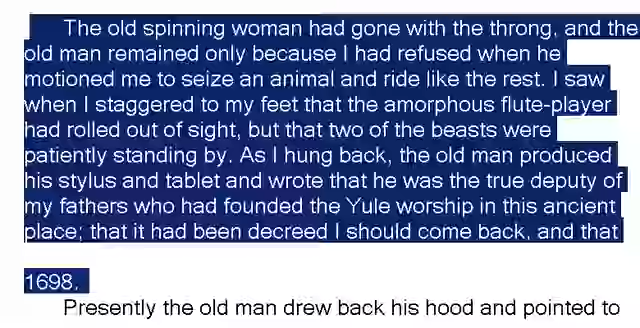 The old spinning woman had gone with the throng, and the
old man remained only because I had refused when he
motioned me to seize an animal and ride like the rest. I saw
when I staggered to my feet that the amorphous flute-player
had rolled out of sight, but that two of the beasts were
patiently standing by. As I hung back, the old man produced
his stylus and tablet and wrote that he was the true deputy of
my fathers who had founded the Yule worship in this ancient
place; that it had been decreed I should come back, and that
1698.
Presently the old man drew back his hood and pointed to